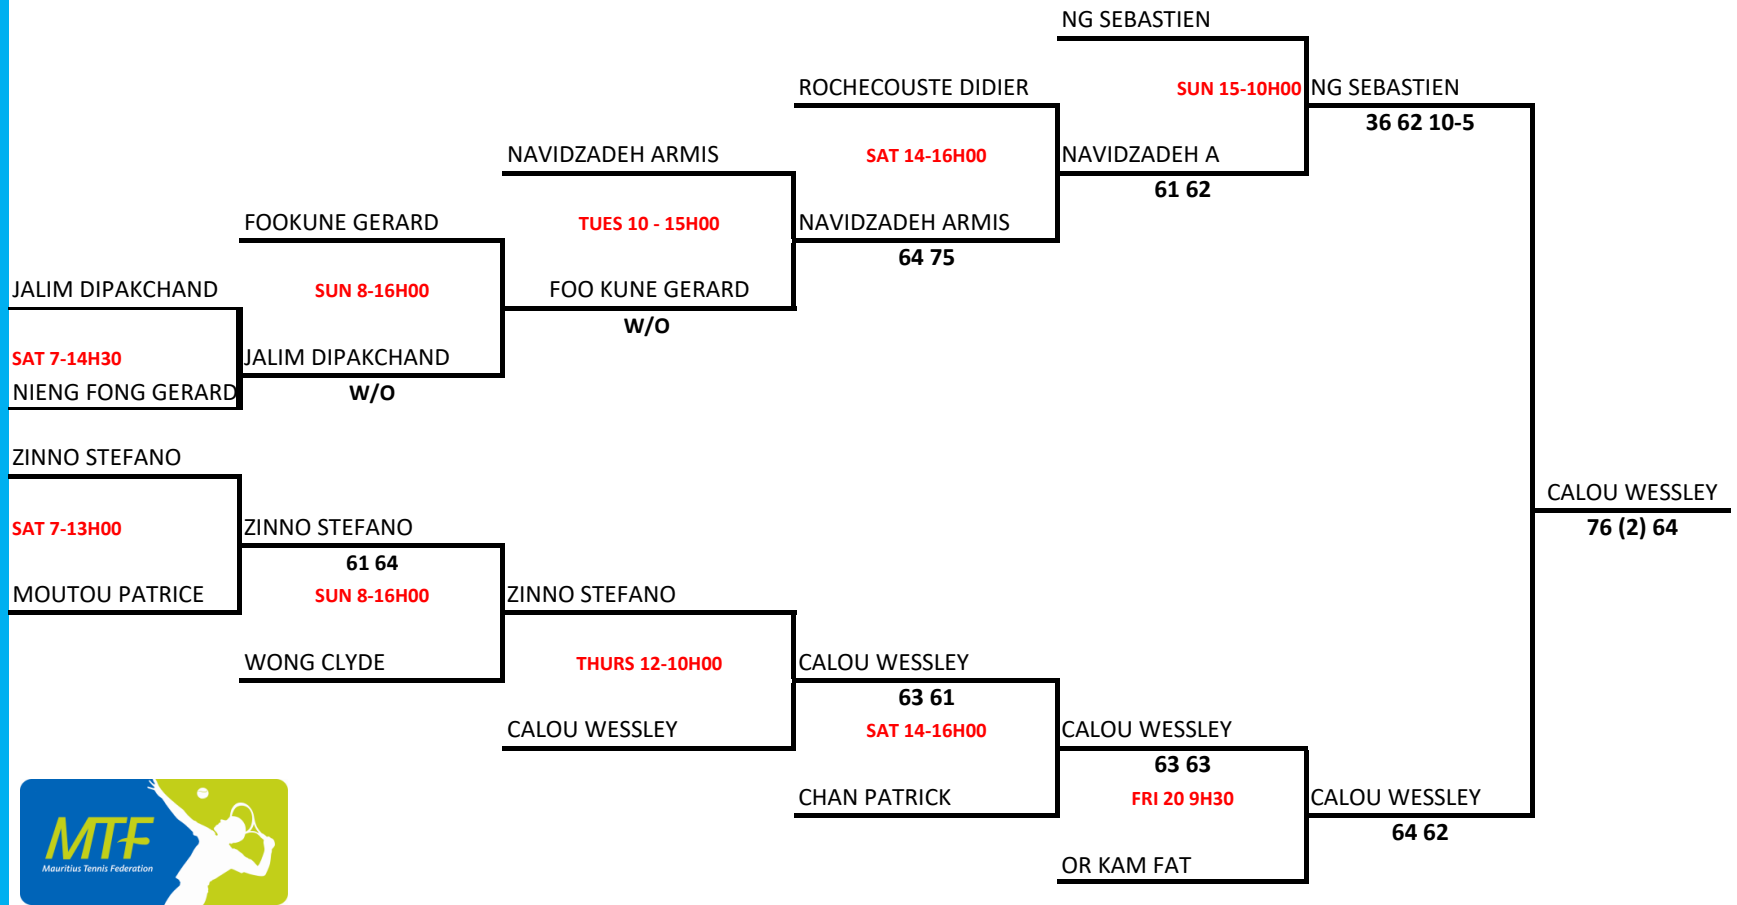 NG SEBASTIEN
ROCHECOUSTE DIDIER
SUN 15-10H00
NG SEBASTIEN
36 62 10-5
NAVIDZADEH ARMIS
SAT 14-16H00
NAVIDZADEH A
61 62
FOOKUNE GERARD
TUES 10 - 15H00
NAVIDZADEH ARMIS
64 75
JALIM DIPAKCHAND
SUN 8-16H00
FOO KUNE GERARD
W/O
SAT 7-14H30
JALIM DIPAKCHAND
NIENG FONG GERARD
W/O
ZINNO STEFANO
CALOU WESSLEY
76 (2) 64
SAT 7-13H00
ZINNO STEFANO
61 64
MOUTOU PATRICE
SUN 8-16H00
ZINNO STEFANO
WONG CLYDE
THURS 12-10H00
CALOU WESSLEY
63 61
CALOU WESSLEY
SAT 14-16H00
CALOU WESSLEY
63 63
CHAN PATRICK
FRI 20 9H30
CALOU WESSLEY
64 62
OR KAM FAT
MTF
Mauritius Tennis Federation